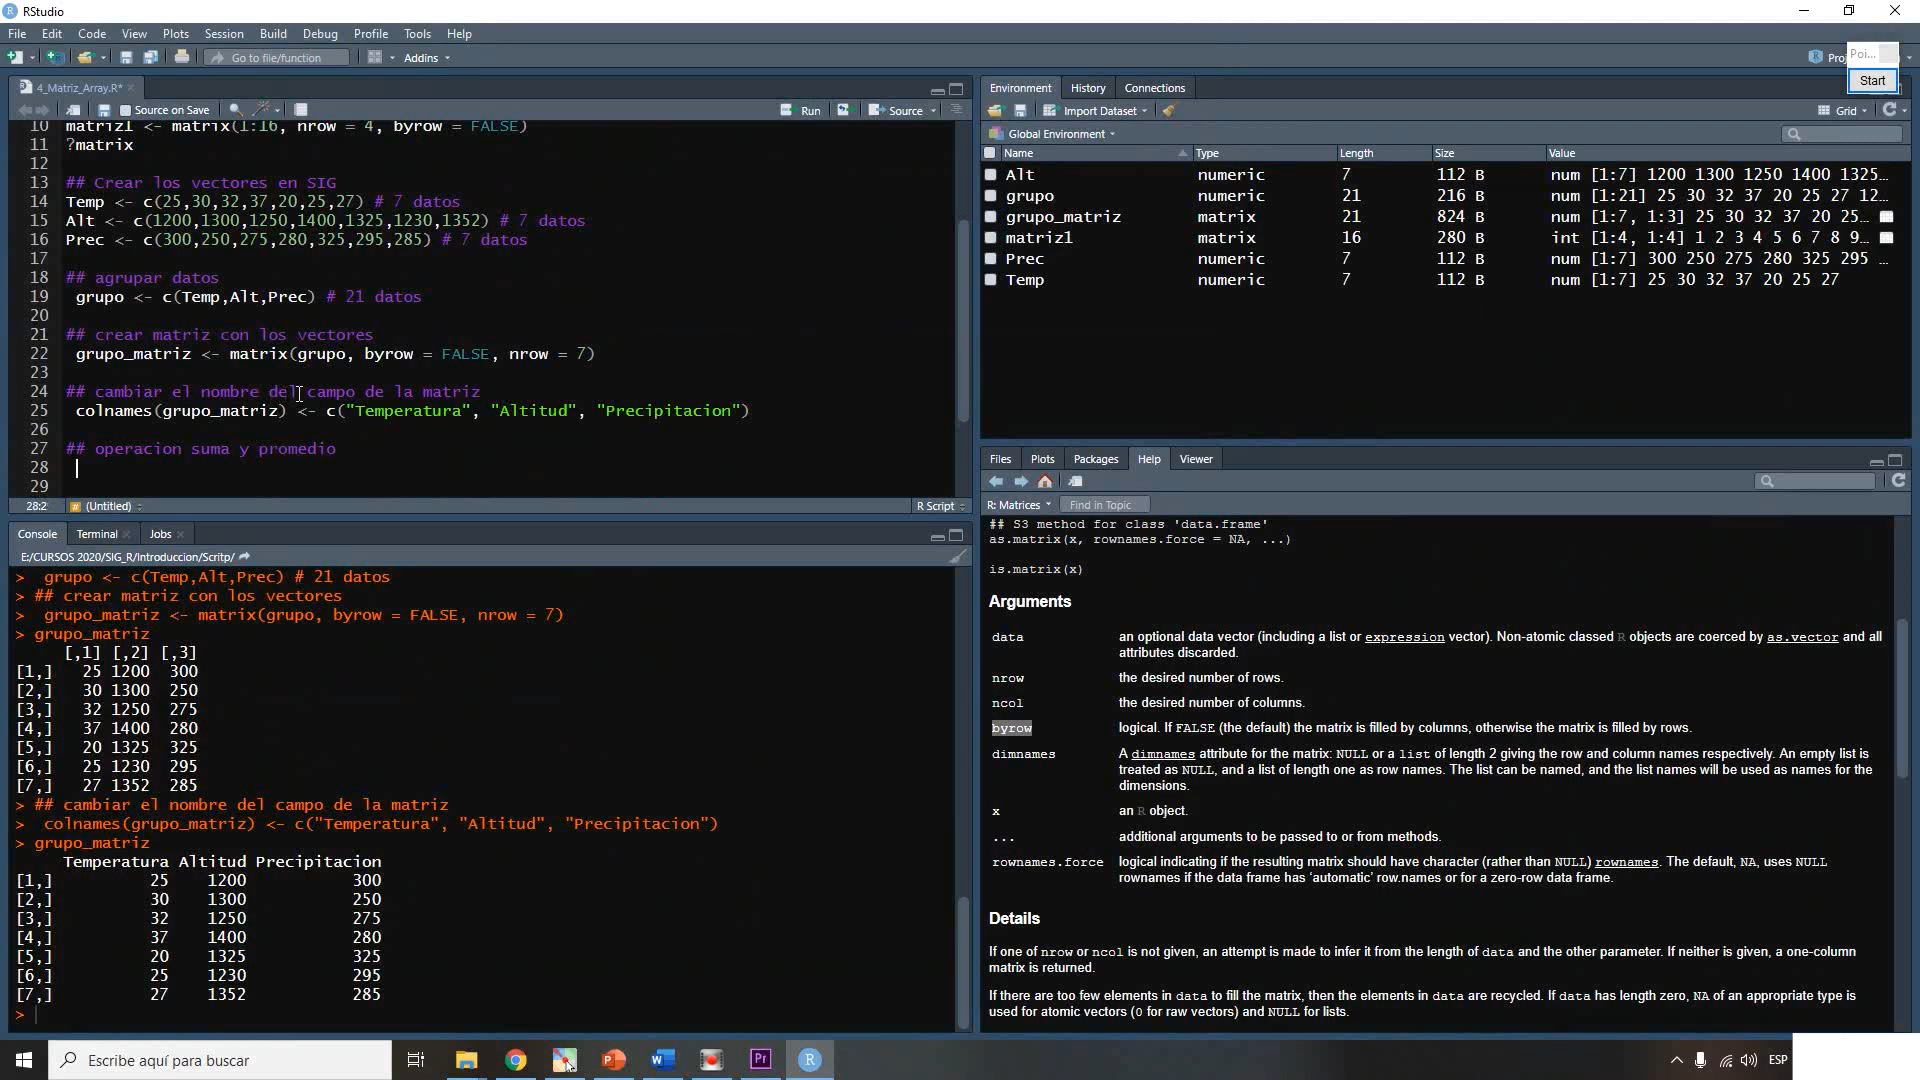 RStudio
File Edit Code View Plots Session Build Debug Profile Tools Help
Go to file/function Addins
Poi...
Start
4_Matriz_Array.R*
Source on Save Run Source
10 matriz1 <- matrix(1:16, nrow = 4, byrow = FALSE)
11 ?matrix
12
13 ## Crear los vectores en SIG
14 Temp <- c(25,30,32,37,20,25,27) # 7 datos
15 Alt <- c(1200,1300,1250,1400,1325,1230,1352) # 7 datos
16 Prec <- c(300,250,275,280,325,295,285) # 7 datos
17
18 ## agrupar datos
19 grupo <- c(Temp,Alt,Prec) # 21 datos
20
21 ## crear matriz con los vectores
22 grupo_matriz <- matrix(grupo, byrow = FALSE, nrow = 7)
23
24 ## cambiar el nombre del campo de la matriz
25 colnames(grupo_matriz) <- c("Temperatura", "Altitud", "Precipitacion")
26
27 ## operacion suma y promedio
28
29
28:2 # (Untitled) R Script
Console Terminal Jobs
E:/CURSOS 2020/SIG_R/Introduccion/Scritp/
> grupo <- c(Temp,Alt,Prec) # 21 datos
> ## crear matriz con los vectores
> grupo_matriz <- matrix(grupo, byrow = FALSE, nrow = 7)
> grupo_matriz
[,1] [,2] [,3]
[1,] 25 1200 300
[2,] 30 1300 250
[3,] 32 1250 275
[4,] 37 1400 280
[5,] 20 1325 325
[6,] 25 1230 295
[7,] 27 1352 285
> ## cambiar el nombre del campo de la matriz
> colnames(grupo_matriz) <- c("Temperatura", "Altitud", "Precipitacion")
> grupo_matriz
Temperatura Altitud Precipitacion
[1,] 25 1200 300
[2,] 30 1300 250
[3,] 32 1250 275
[4,] 37 1400 280
[5,] 20 1325 325
[6,] 25 1230 295
[7,] 27 1352 285
>
Environment History Connections
Import Dataset Grid
Global Environment
Name Type Length Size Value
Alt numeric 7 112 B num [1:7] 1200 1300 1250 1400 1325…
grupo numeric 21 216 B num [1:21] 25 30 32 37 20 25 27 12…
grupo_matriz matrix 21 824 B num [1:7, 1:3] 25 30 32 37 20 25…
matriz1 matrix 16 280 B int [1:4, 1:4] 1 2 3 4 5 6 7 8 9…
Prec numeric 7 112 B num [1:7] 300 250 275 280 325 295 …
Temp numeric 7 112 B num [1:7] 25 30 32 37 20 25 27
Files Plots Packages Help Viewer
R: Matrices Find in Topic
## S3 method for class 'data.frame'
as.matrix(x, rownames.force = NA, ...)
is.matrix(x)
Arguments
data an optional data vector (including a list or expression vector). Non-atomic classed R objects are coerced by as.vector and all
attributes discarded.
nrow the desired number of rows.
ncol the desired number of columns.
byrow logical. If FALSE (the default) the matrix is filled by columns, otherwise the matrix is filled by rows.
dimnames A dimnames attribute for the matrix: NULL or a list of length 2 giving the row and column names respectively. An empty list is
treated as NULL, and a list of length one as row names. The list can be named, and the list names will be used as names for the
dimensions.
x an R object.
... additional arguments to be passed to or from methods.
rownames.force logical indicating if the resulting matrix should have character (rather than NULL) rownames. The default, NA, uses NULL
rownames if the data frame has ‘automatic’ row.names or for a zero-row data frame.
Details
If one of nrow or ncol is not given, an attempt is made to infer it from the length of data and the other parameter. If neither is given, a one-column
matrix is returned.
If there are too few elements in data to fill the matrix, then the elements in data are recycled. If data has length zero, NA of an appropriate type is
used for atomic vectors (0 for raw vectors) and NULL for lists.
Escribe aquí para buscar
ESP